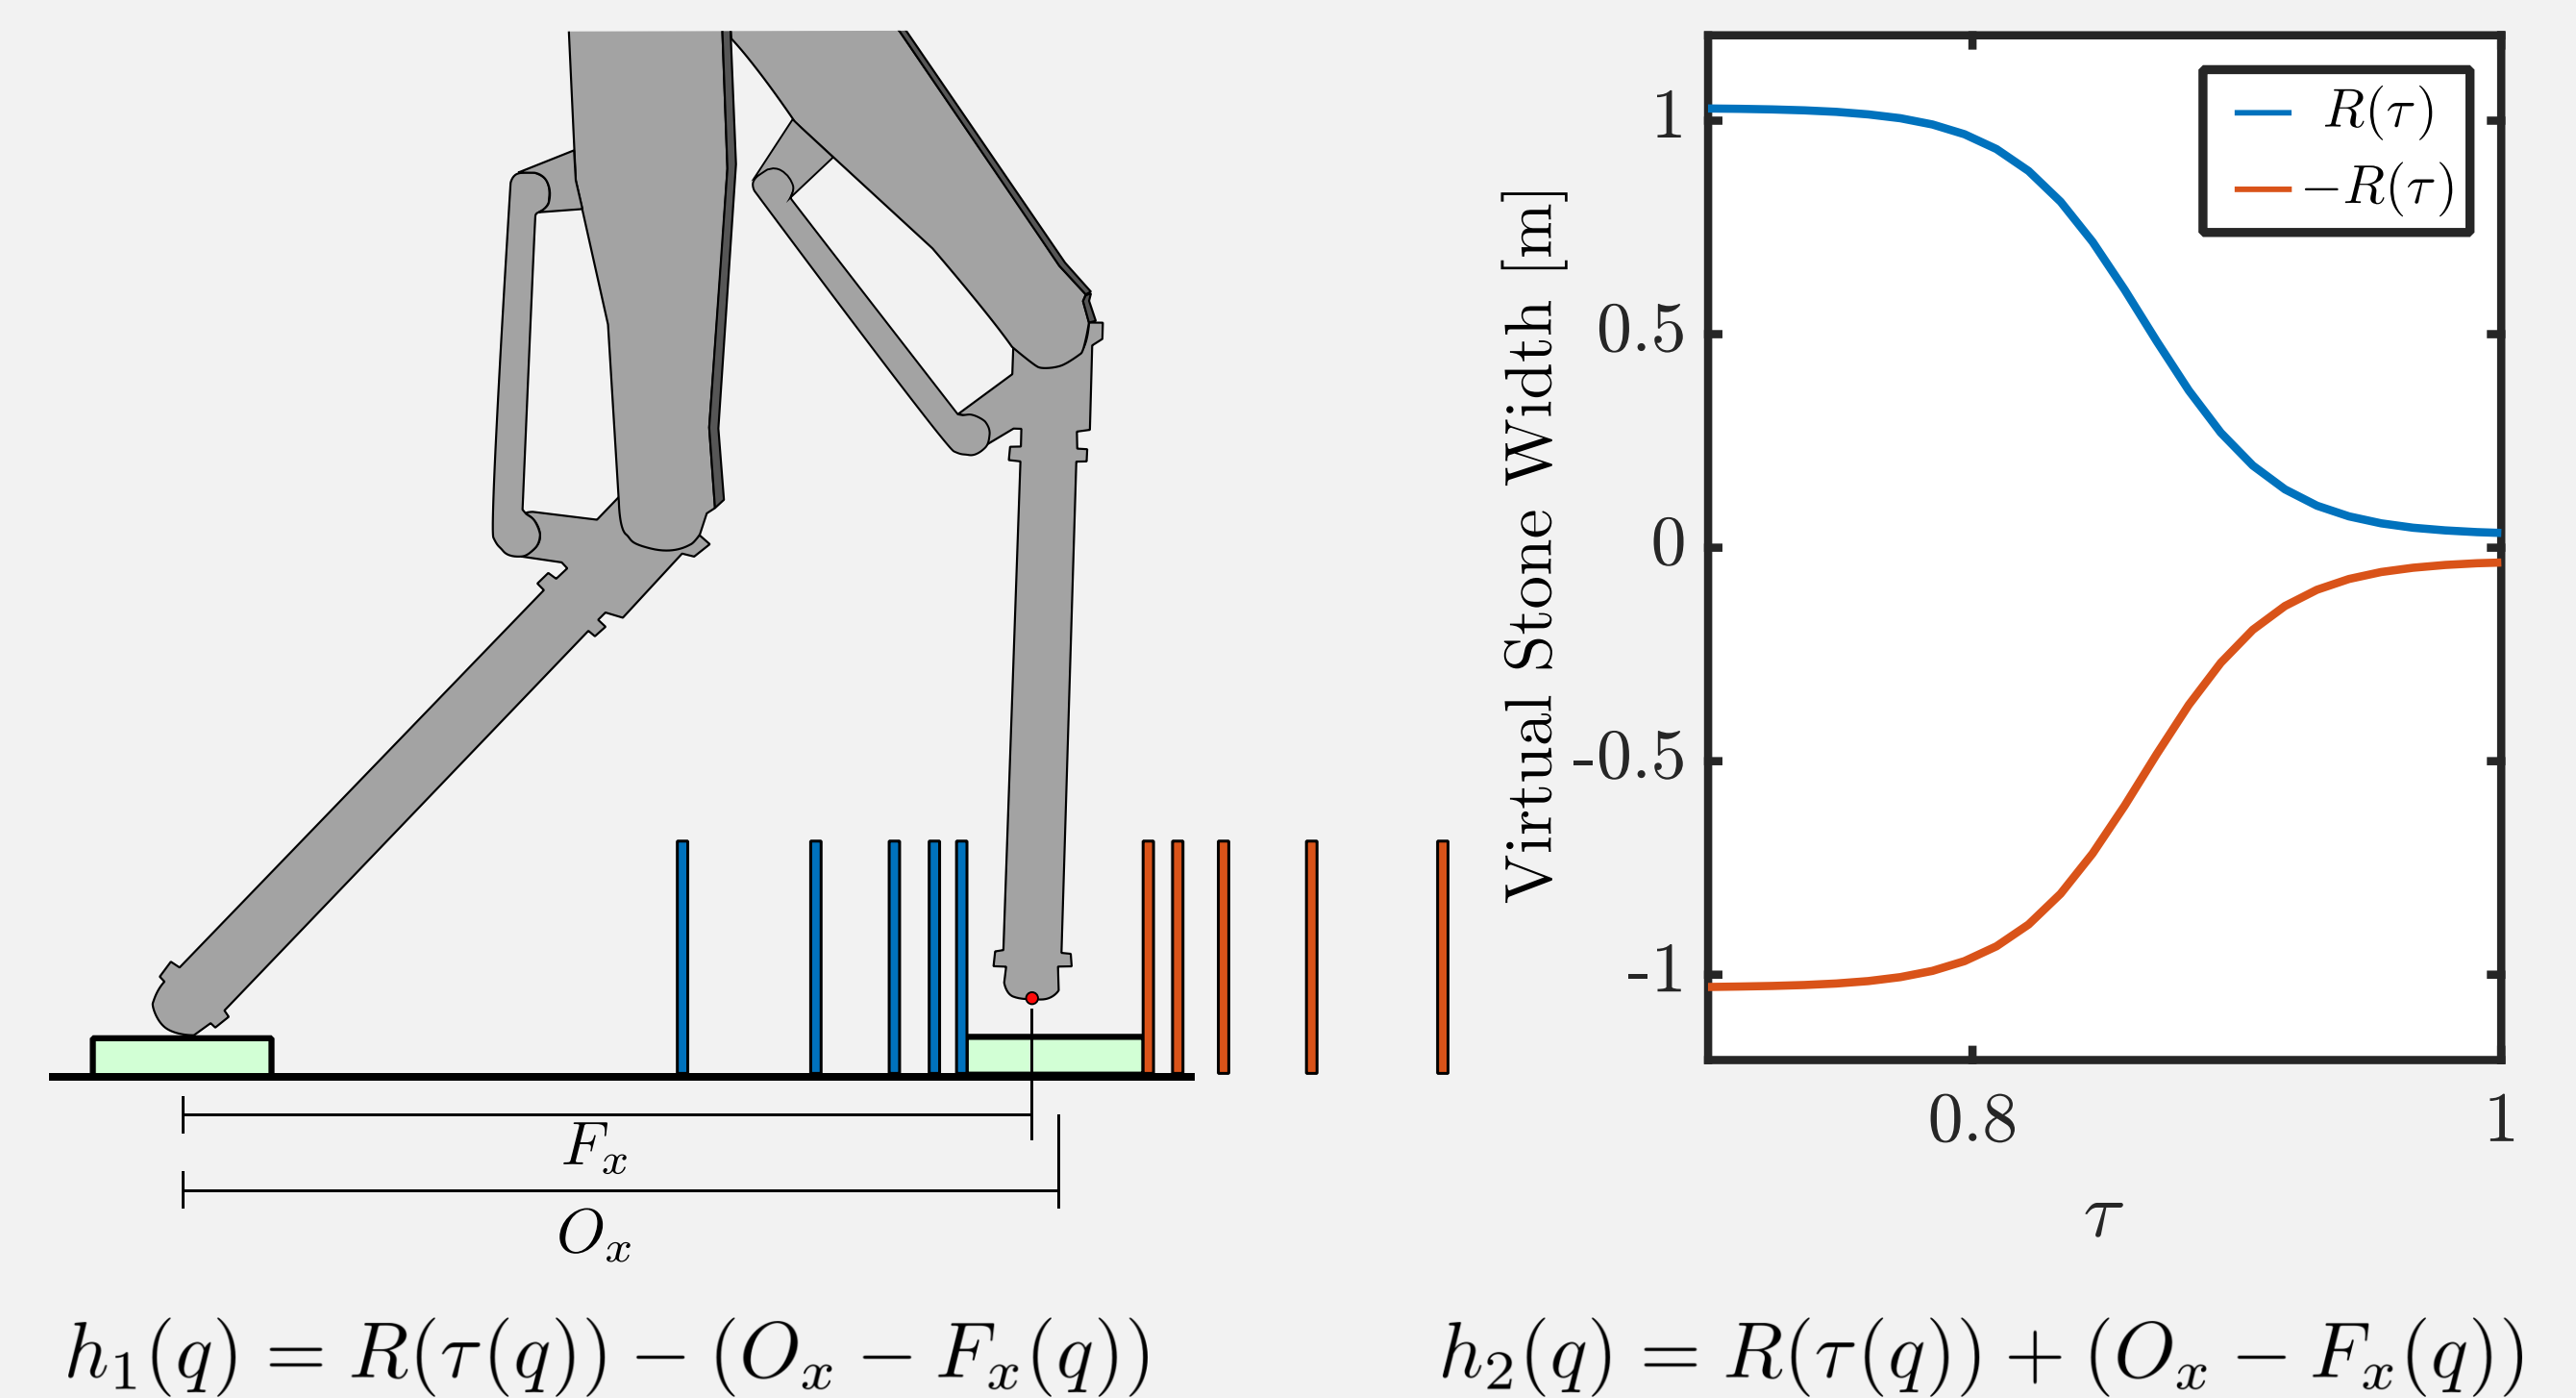 F_x
O_x
h_1(q) = R(τ(q)) − (O_x − F_x(q))
Virtual Stone Width [m]
1
0.5
0
-0.5
-1
R(τ)
−R(τ)
0.8
1
τ
h_2(q) = R(τ(q)) + (O_x − F_x(q))